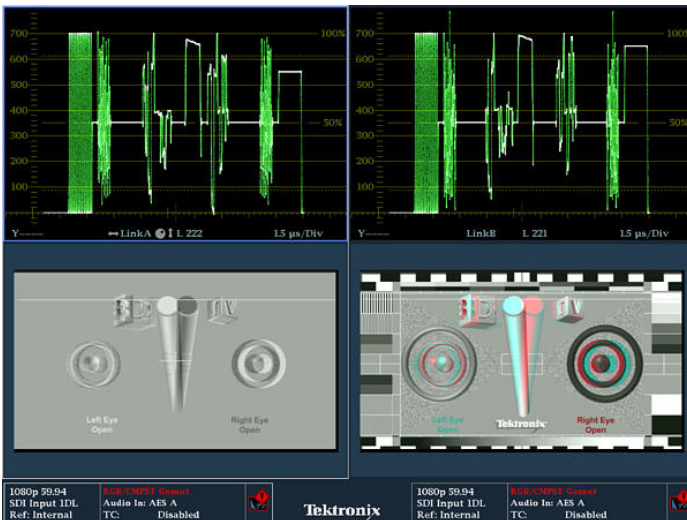 700
600
500
400
300
200
100
0
100%
50%
Y----
LinkA
L 222
1.5 µs/Div
700
600
500
400
300
200
100
0
100%
50%
Y----
LinkB
L 221
1.5 µs/Div
3D
TV
Left Eye
Open
Right Eye
Open
3D
TV
Left Eye
Open
Tektronix
Right Eye
Open
1080p 59.94
SDI Input 1DL
Ref: Internal
RGB/CMPST Gamut
Audio In: AES A
TC: Disabled
Tektronix
1080p 59.94
SDI Input 1DL
Ref: Internal
RGB/CMPST Gamut
Audio In: AES A
TC: Disabled